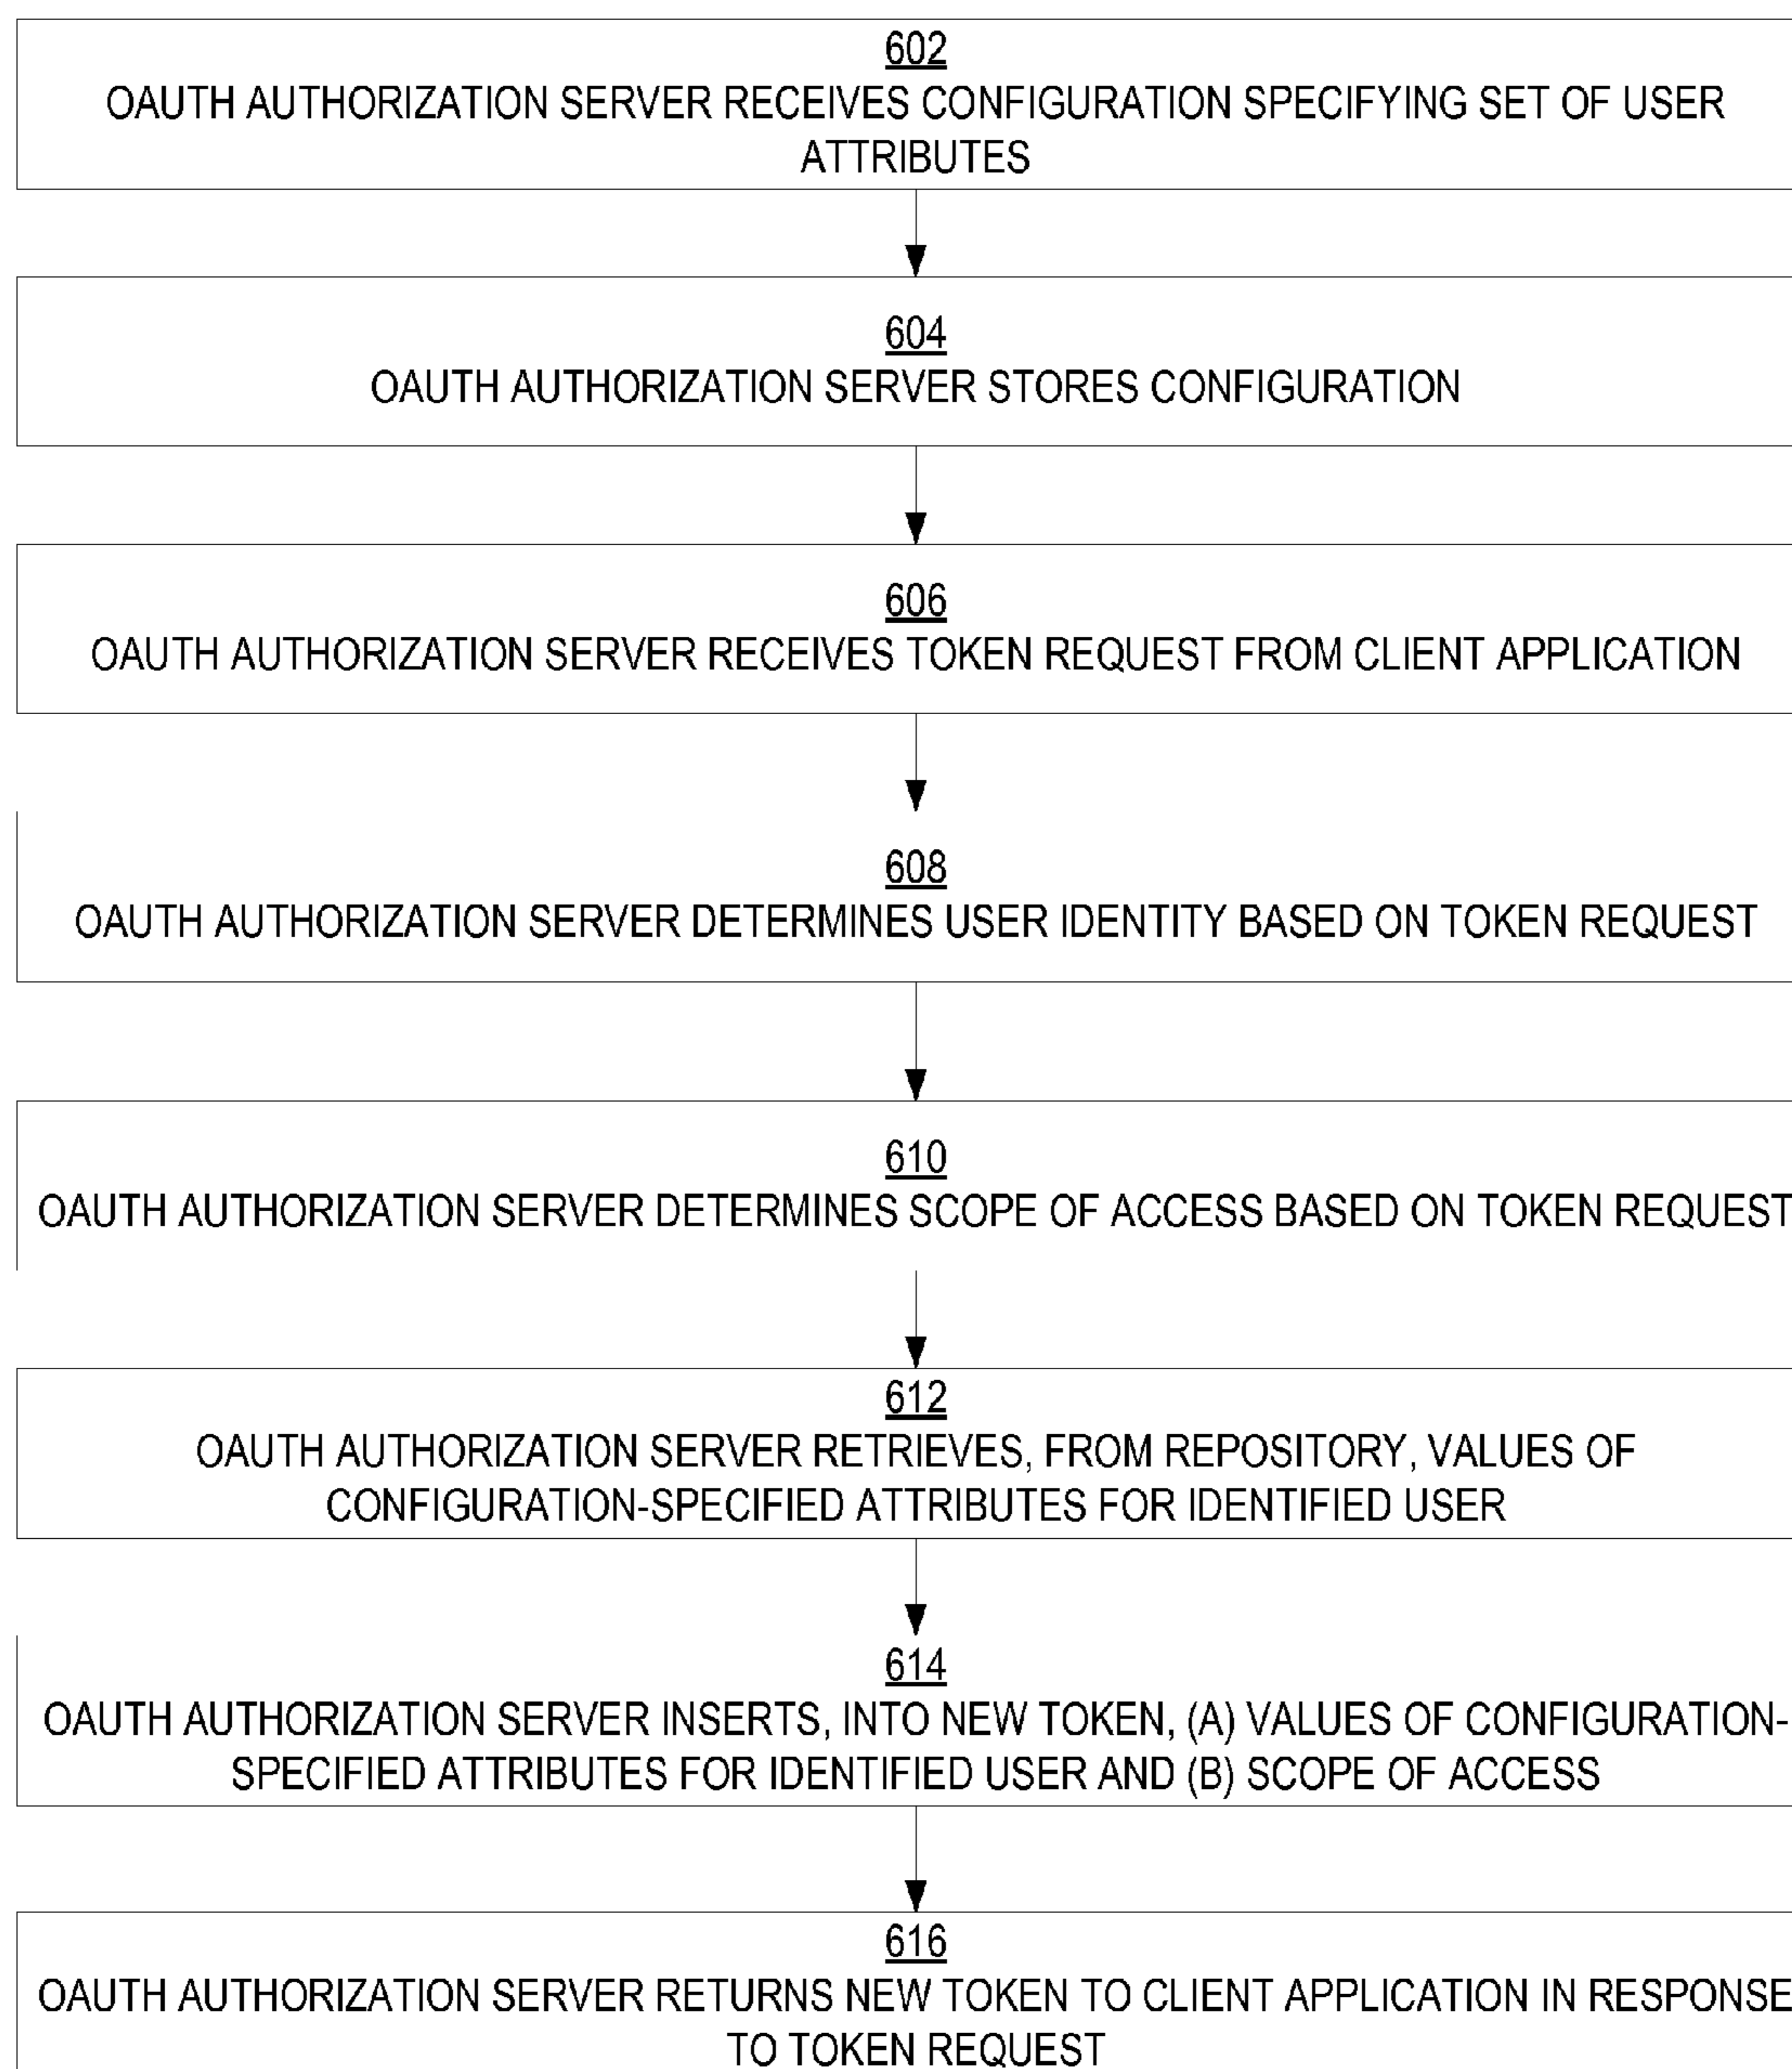 602
OAUTH AUTHORIZATION SERVER RECEIVES CONFIGURATION SPECIFYING SET OF USER
ATTRIBUTES
604
OAUTH AUTHORIZATION SERVER STORES CONFIGURATION
606
OAUTH AUTHORIZATION SERVER RECEIVES TOKEN REQUEST FROM CLIENT APPLICATION
608
OAUTH AUTHORIZATION SERVER DETERMINES USER IDENTITY BASED ON TOKEN REQUEST
610
OAUTH AUTHORIZATION SERVER DETERMINES SCOPE OF ACCESS BASED ON TOKEN REQUEST
612
OAUTH AUTHORIZATION SERVER RETRIEVES, FROM REPOSITORY, VALUES OF
CONFIGURATION-SPECIFIED ATTRIBUTES FOR IDENTIFIED USER
614
OAUTH AUTHORIZATION SERVER INSERTS, INTO NEW TOKEN, (A) VALUES OF CONFIGURATION-
SPECIFIED ATTRIBUTES FOR IDENTIFIED USER AND (B) SCOPE OF ACCESS
616
OAUTH AUTHORIZATION SERVER RETURNS NEW TOKEN TO CLIENT APPLICATION IN RESPONSE
TO TOKEN REQUEST